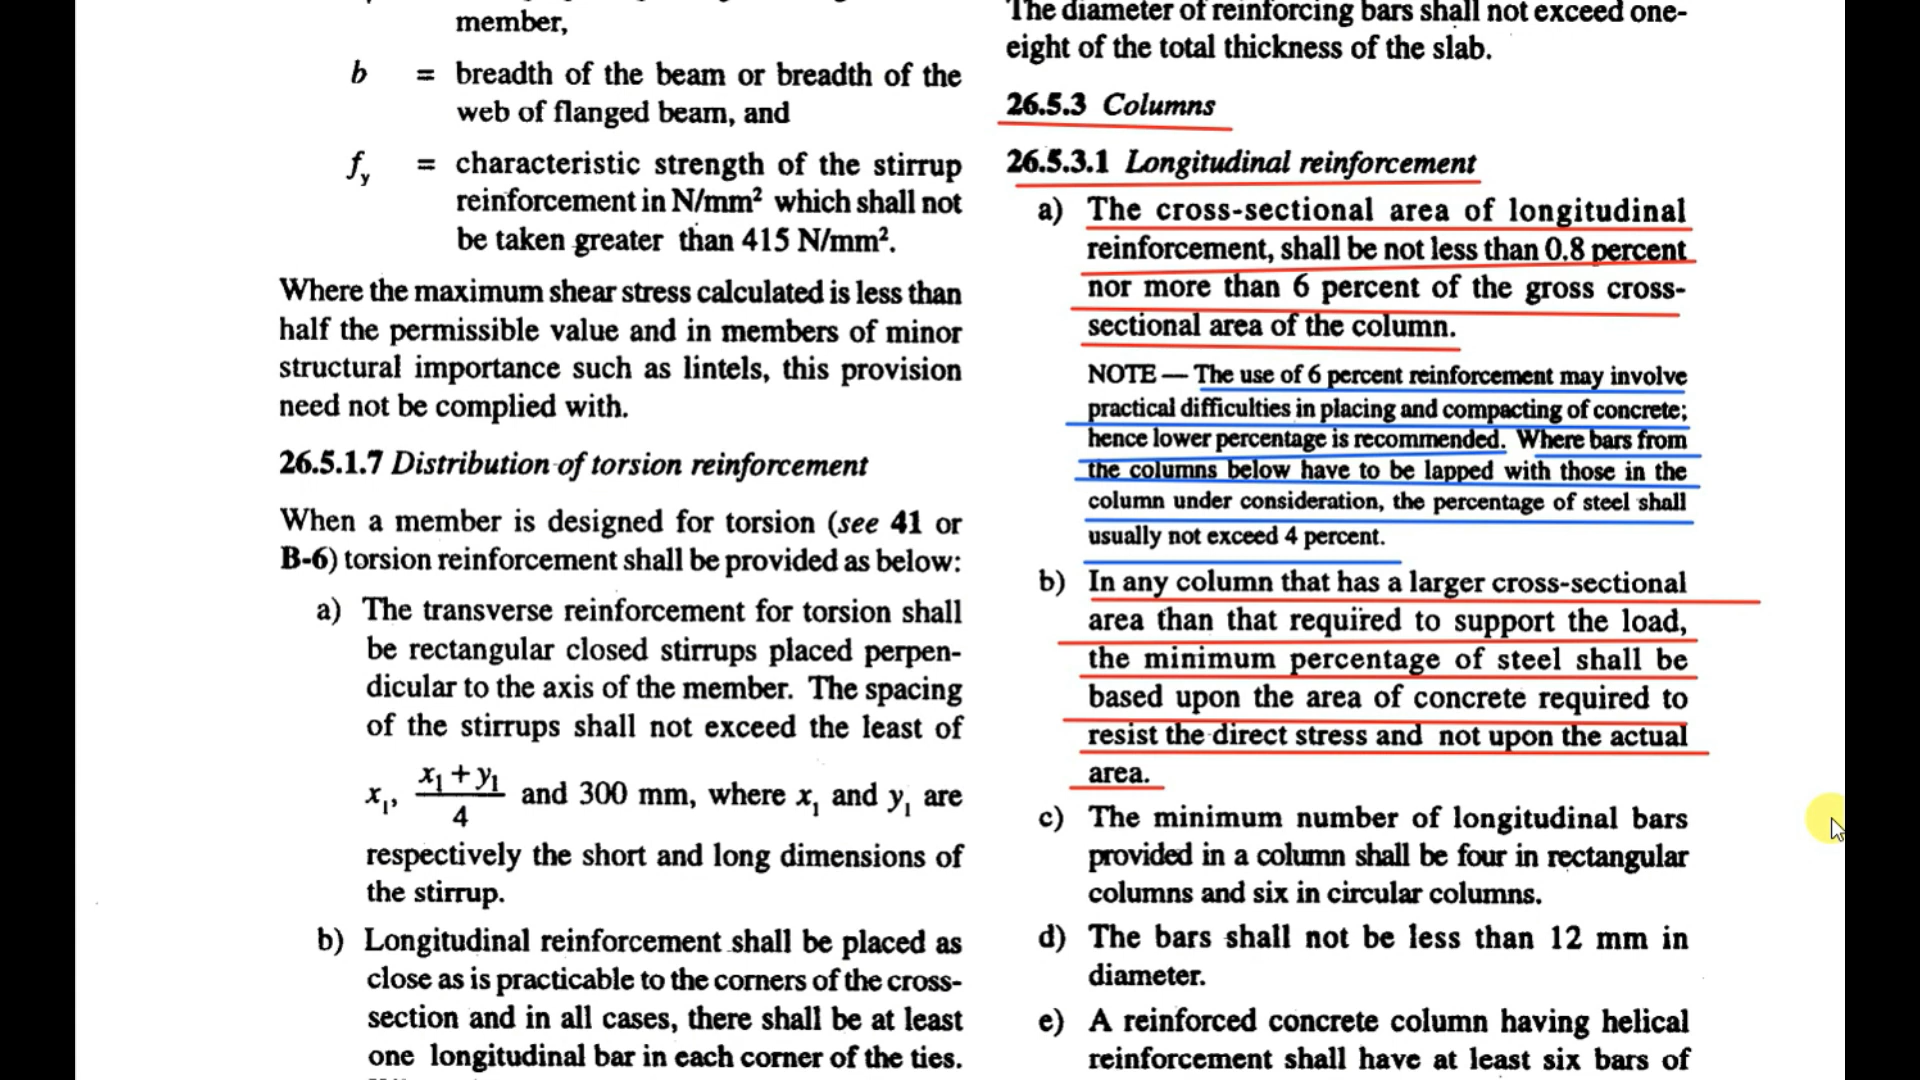 member,
b = breadth of the beam or breadth of the
web of flanged beam, and
fy = characteristic strength of the stirrup
reinforcement in N/mm² which shall not
be taken greater than 415 N/mm².
Where the maximum shear stress calculated is less than
half the permissible value and in members of minor
structural importance such as lintels, this provision
need not be complied with.
26.5.1.7 Distribution of torsion reinforcement
When a member is designed for torsion (see 41 or
B-6) torsion reinforcement shall be provided as below:
a) The transverse reinforcement for torsion shall
be rectangular closed stirrups placed perpen-
dicular to the axis of the member. The spacing
of the stirrups shall not exceed the least of
x₁, (x₁ + y₁)/4 and 300 mm, where x₁ and y₁ are
respectively the short and long dimensions of
the stirrup.
b) Longitudinal reinforcement shall be placed as
close as is practicable to the corners of the cross-
section and in all cases, there shall be at least
one longitudinal bar in each corner of the ties.
The diameter of reinforcing bars shall not exceed one-
eight of the total thickness of the slab.
26.5.3 Columns
26.5.3.1 Longitudinal reinforcement
a) The cross-sectional area of longitudinal
reinforcement, shall be not less than 0.8 percent
nor more than 6 percent of the gross cross-
sectional area of the column.
NOTE — The use of 6 percent reinforcement may involve
practical difficulties in placing and compacting of concrete;
hence lower percentage is recommended. Where bars from
the columns below have to be lapped with those in the
column under consideration, the percentage of steel shall
usually not exceed 4 percent.
b) In any column that has a larger cross-sectional
area than that required to support the load,
the minimum percentage of steel shall be
based upon the area of concrete required to
resist the direct stress and not upon the actual
area.
c) The minimum number of longitudinal bars
provided in a column shall be four in rectangular
columns and six in circular columns.
d) The bars shall not be less than 12 mm in
diameter.
e) A reinforced concrete column having helical
reinforcement shall have at least six bars of